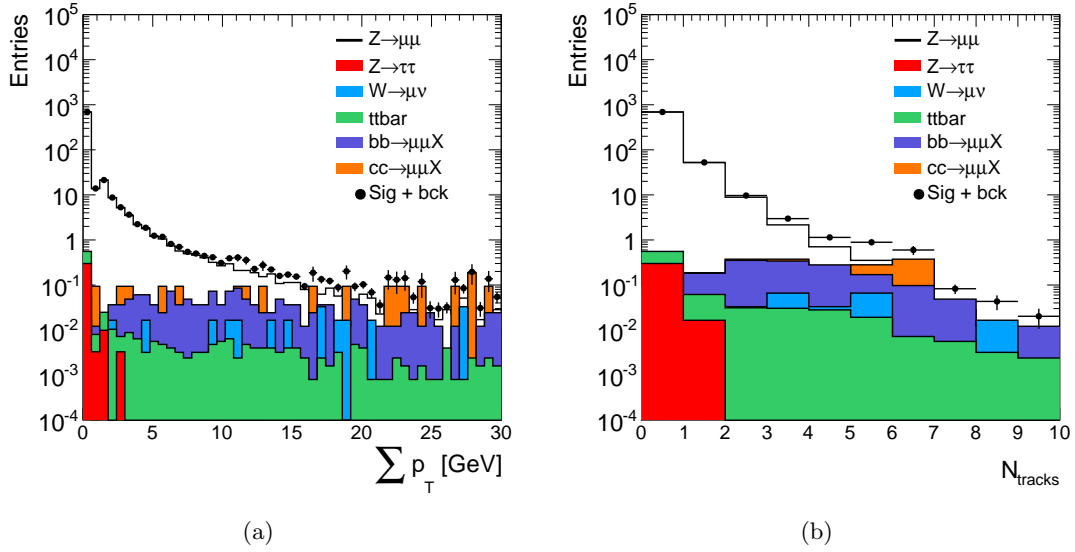 Entries
10^5
10^4
10^3
10^2
10
1
10^-1
10^-2
10^-3
10^-4
Z→μμ
Z→ττ
W→μν
ttbar
bb→μμX
cc→μμX
Sig + bck
0 5 10 15 20 25 30
∑ p_T [GeV]
(a)
Entries
10^5
10^4
10^3
10^2
10
1
10^-1
10^-2
10^-3
10^-4
Z→μμ
Z→ττ
W→μν
ttbar
bb→μμX
cc→μμX
Sig + bck
0 1 2 3 4 5 6 7 8 9 10
N_tracks
(b)